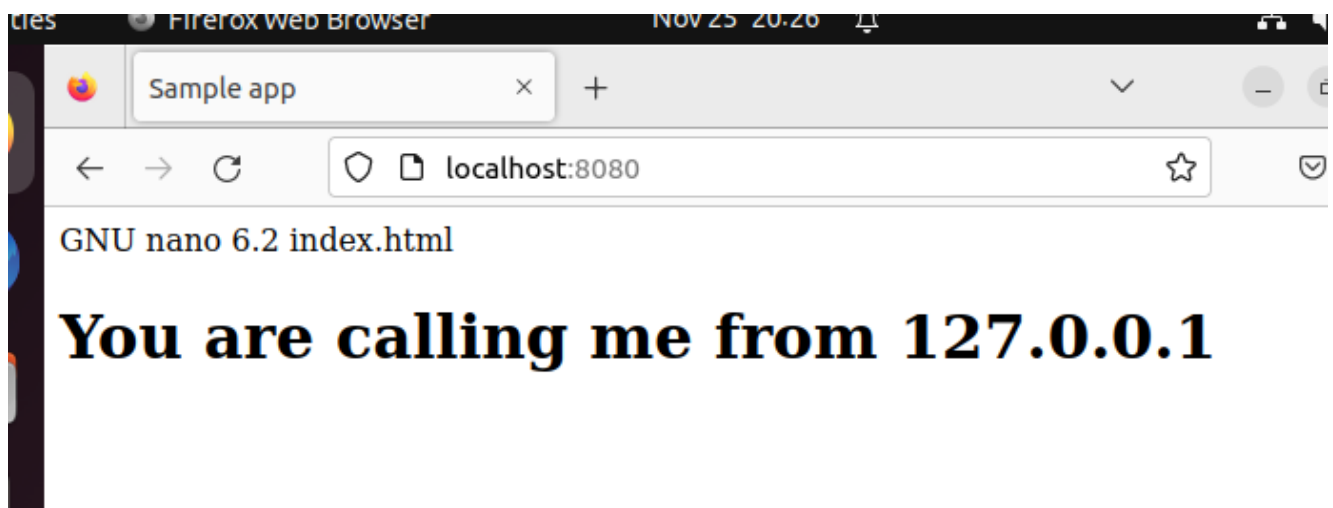 Firefox Web Browser
Nov 25 20:26
Sample app
localhost:8080
GNU nano 6.2 index.html
You are calling me from 127.0.0.1